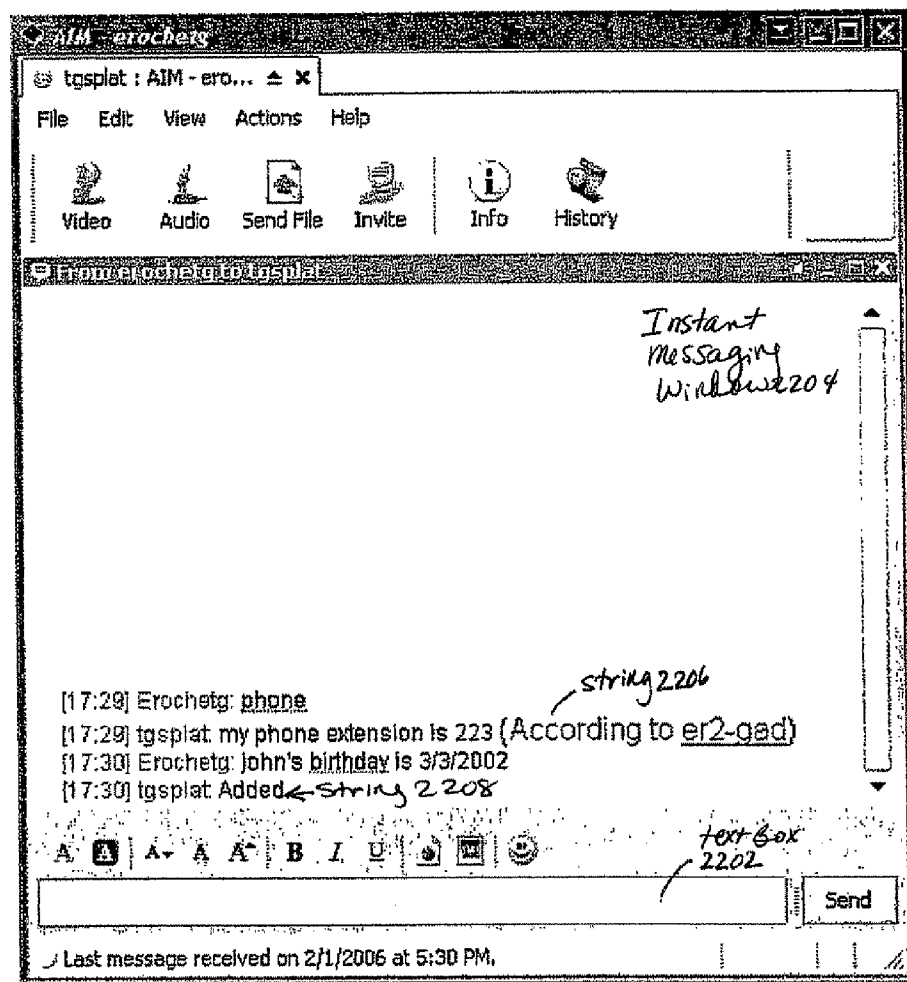 AIM - erochetg
tgsplat : AIM - ero...
File Edit View Actions Help
Video Audio Send File Invite Info History
From erochetg to tgsplat
Instant
messaging
Window 2204
string 2206
[17:29] Erochetg: phone
[17:29] tgsplat: my phone extension is 223 (According to er2-gad)
[17:30] Erochetg: john's birthday is 3/3/2002
[17:30] tgsplat: Added ← string 2208
A A A A A B I U
text box
2202
Send
Last message received on 2/1/2006 at 5:30 PM.